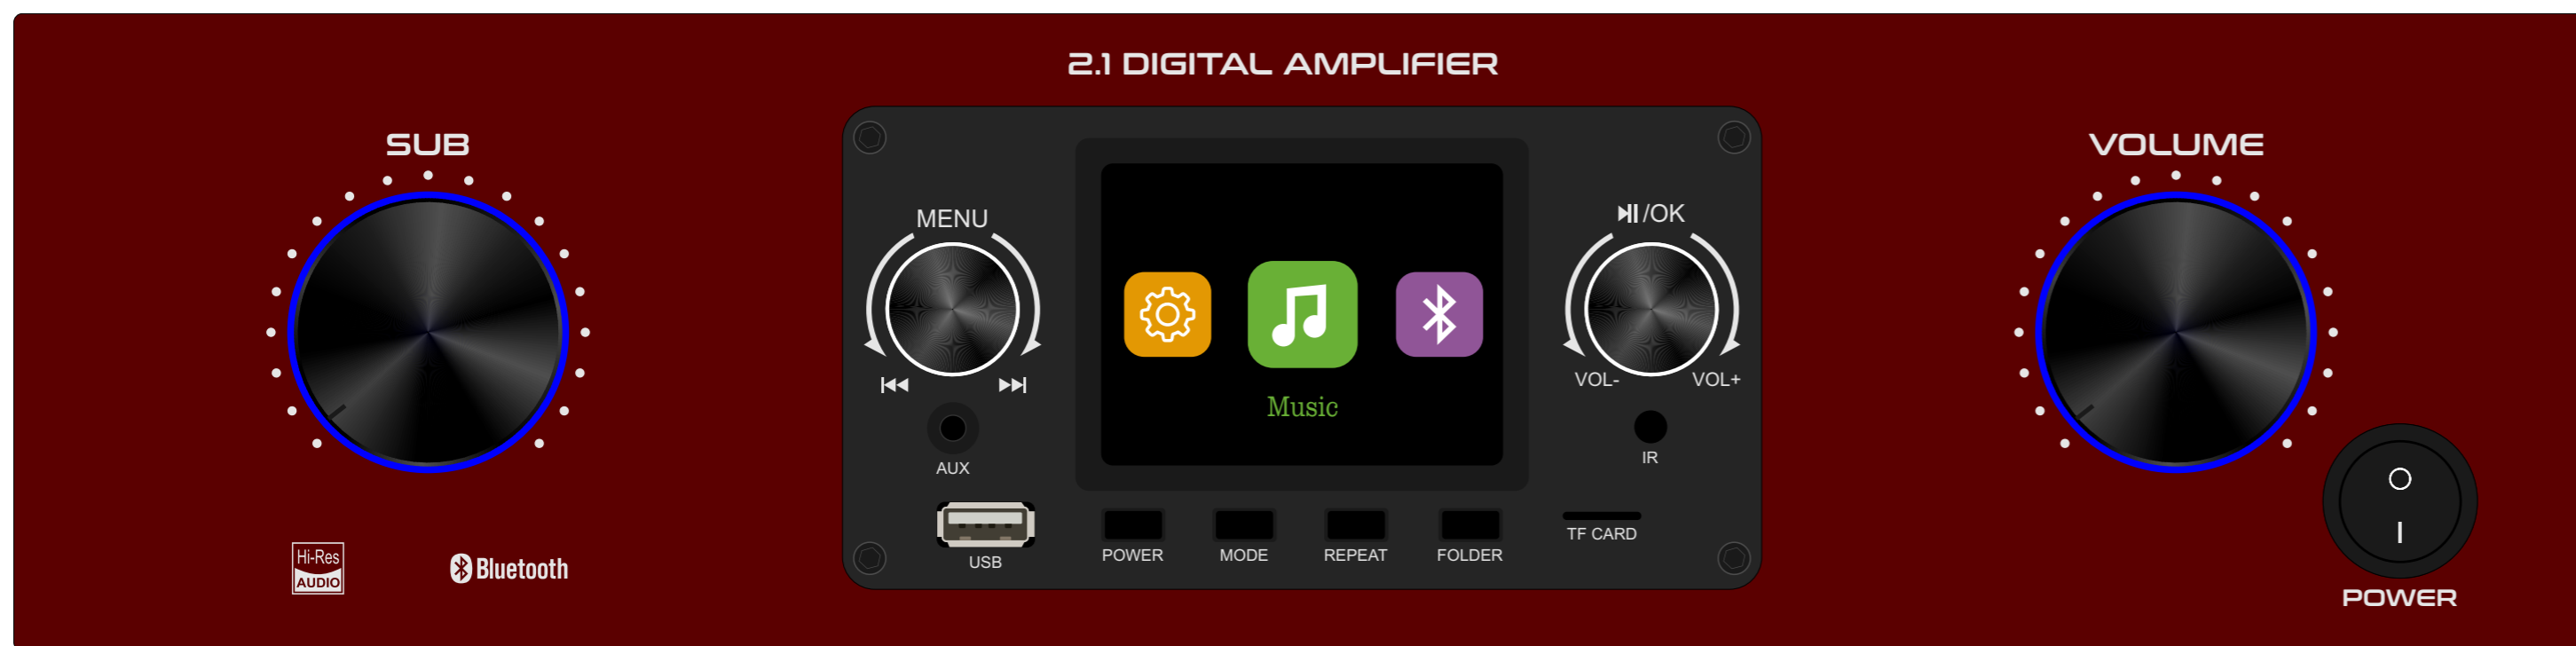 2.1 DIGITAL AMPLIFIER
SUB
VOLUME
MENU
/OK
VOL-
VOL+
Music
AUX
IR
USB
POWER
MODE
REPEAT
FOLDER
TF CARD
Hi-Res
AUDIO
Bluetooth
POWER